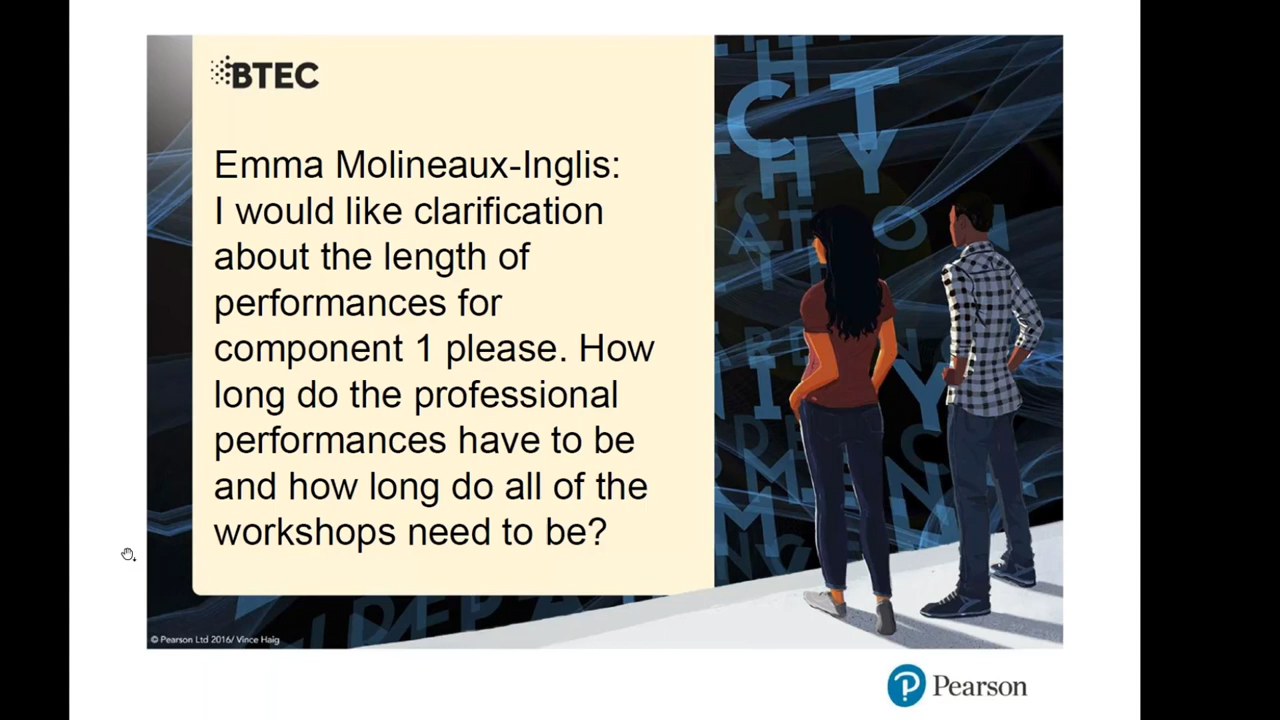 BTEC
Emma Molineaux-Inglis:
I would like clarification
about the length of
performances for
component 1 please. How
long do the professional
performances have to be
and how long do all of the
workshops need to be?
© Pearson Ltd 2016/ Vince Haig
Pearson